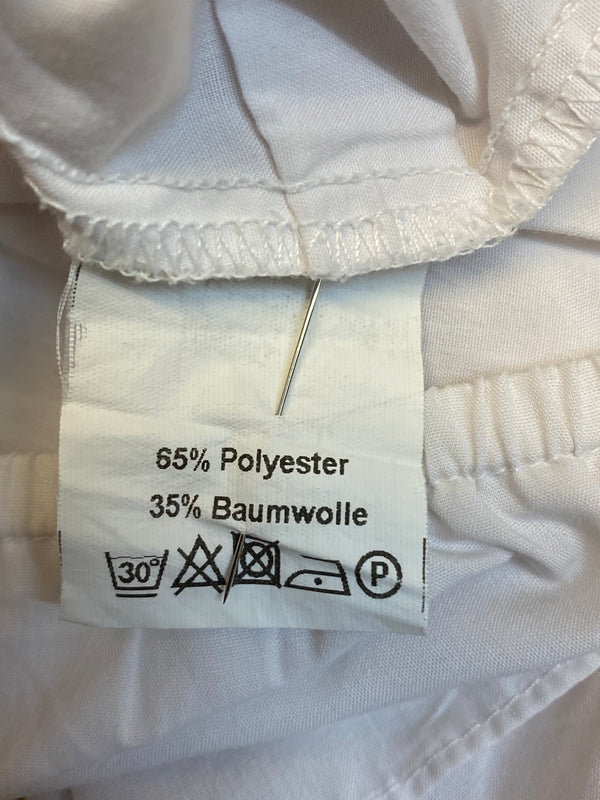 65% Polyester
35% Baumwolle
30° P